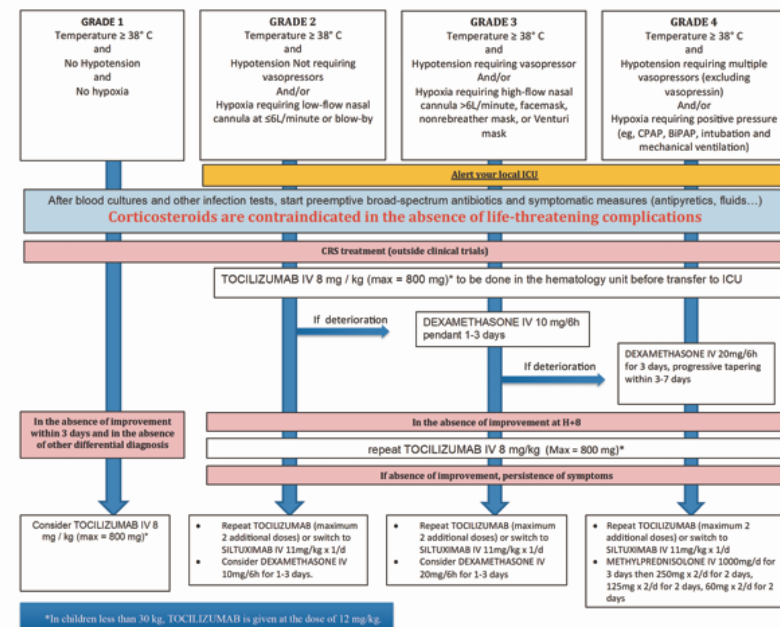 GRADE 1
Temperature ≥ 38° C
and
No Hypotension
and
No hypoxia
GRADE 2
Temperature ≥ 38° C
and
Hypotension Not requiring
vasopressors
And/or
Hypoxia requiring low-flow nasal
cannula at ≤6L/minute or blow-by
GRADE 3
Temperature ≥ 38° C
and
Hypotension requiring vasopressor
And/or
Hypoxia requiring high-flow nasal
cannula >6L/minute, facemask,
nonrebreather mask, or Venturi
mask
GRADE 4
Temperature ≥ 38° C
and
Hypotension requiring multiple
vasopressors (excluding
vasopressin)
And/or
Hypoxia requiring positive pressure
(eg, CPAP, BiPAP, intubation and
mechanical ventilation)
Alert your local ICU
After blood cultures and other infection tests, start preemptive broad-spectrum antibiotics and symptomatic measures (antipyretics, fluids…)
Corticosteroids are contraindicated in the absence of life-threatening complications
CRS treatment (outside clinical trials)
TOCILIZUMAB IV 8 mg / kg (max = 800 mg)* to be done in the hematology unit before transfer to ICU
If deterioration
DEXAMETHASONE IV 10 mg/6h
pendant 1-3 days
If deterioration
DEXAMETHASONE IV 20mg/6h
for 3 days, progressive tapering
within 3-7 days
In the absence of improvement
within 3 days and in the absence
of other differential diagnosis
In the absence of improvement at H+8
repeat TOCILIZUMAB IV 8 mg/kg (Max = 800 mg)*
If absence of improvement, persistence of symptoms
Consider TOCILIZUMAB IV 8
mg / kg (max = 800 mg)*
• Repeat TOCILIZUMAB (maximum
2 additional doses) or switch to
SILTUXIMAB IV 11mg/kg x 1/d
• Consider DEXAMETHASONE IV
10mg/6h for 1-3 days.
• Repeat TOCILIZUMAB (maximum
2 additional doses) or switch to
SILTUXIMAB IV 11mg/kg x 1/d
• Consider DEXAMETHASONE IV
20mg/6h for 1-3 days
• Repeat TOCILIZUMAB (maximum 2
additional doses) or switch to
SILTUXIMAB IV 11mg/kg x 1/d
• METHYLPREDNISOLONE IV 1000mg/d for
3 days then 250mg x 2/d for 2 days,
125mg x 2/d for 2 days, 60mg x 2/d for 2
days
*In children less than 30 kg, TOCILIZUMAB is given at the dose of 12 mg/kg.